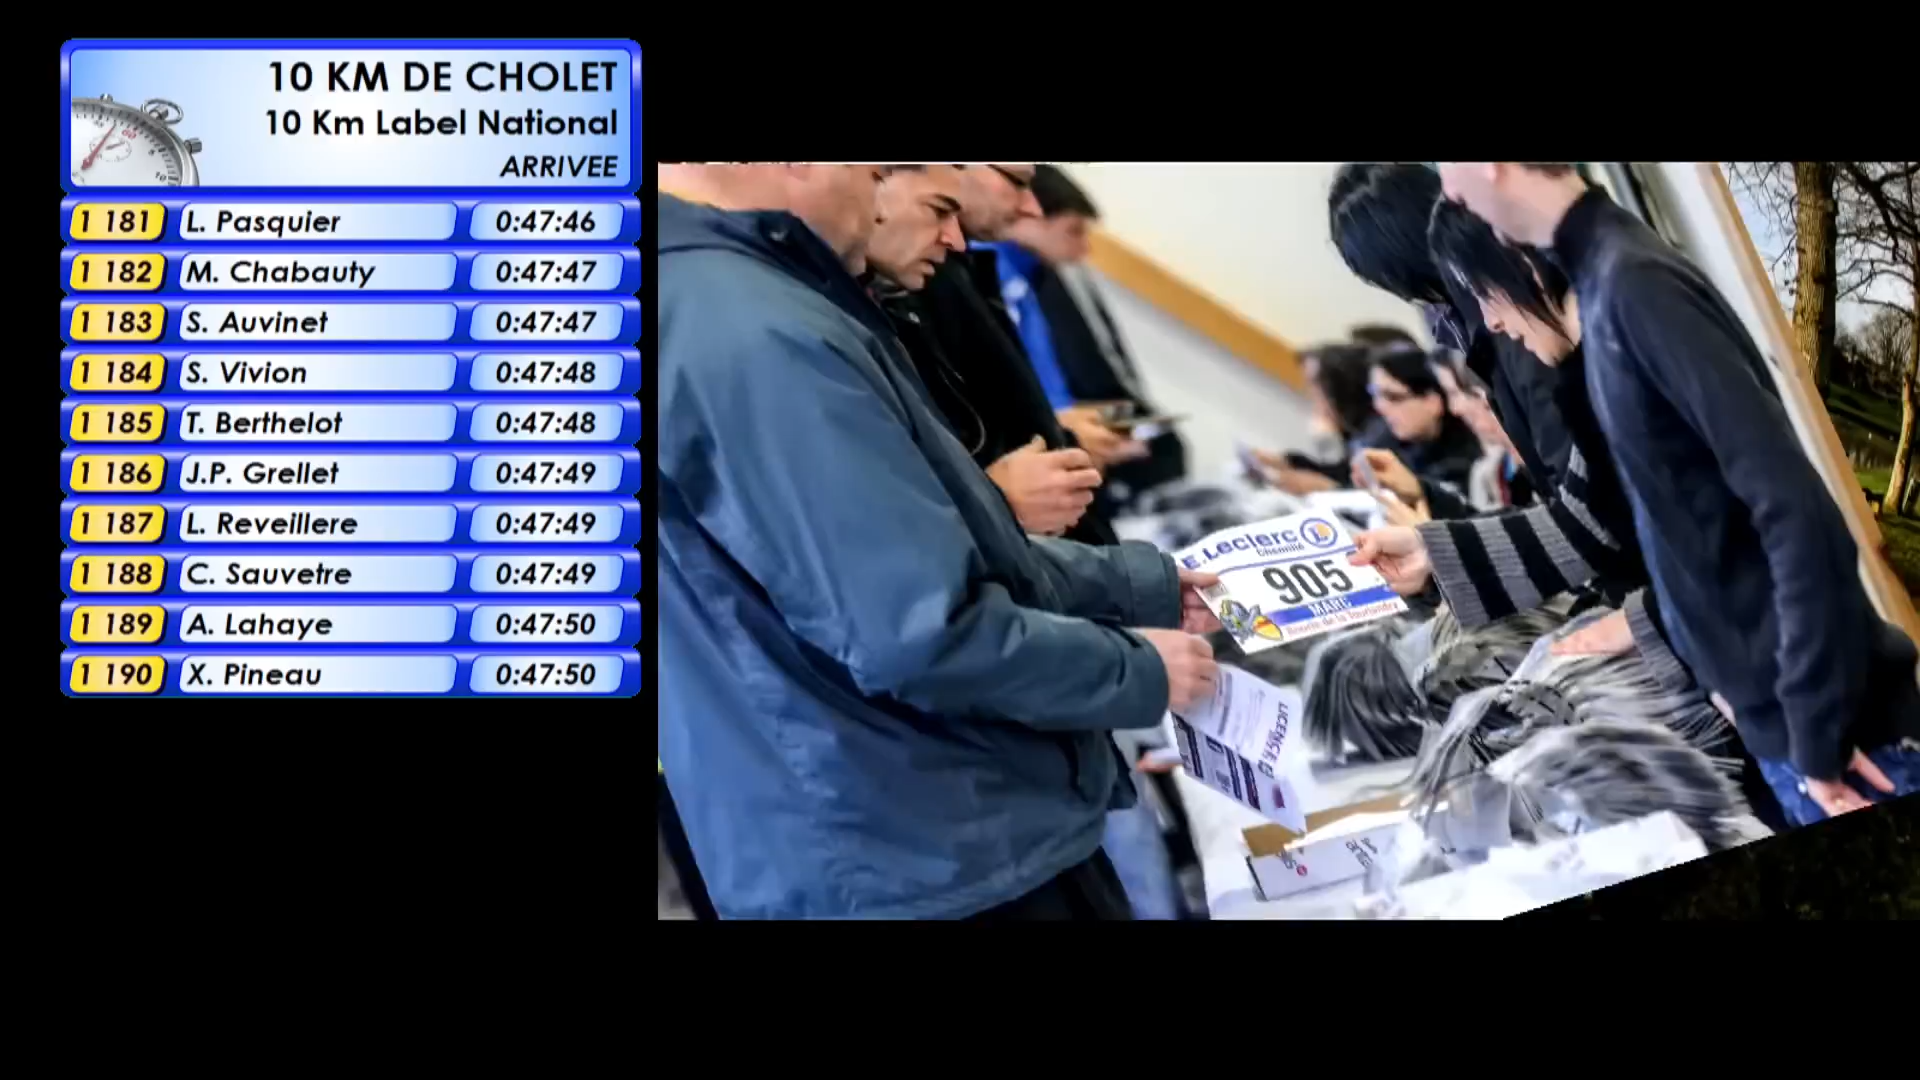 10 KM DE CHOLET
10 Km Label National
ARRIVEE
1 181 L. Pasquier 0:47:46
1 182 M. Chabauty 0:47:47
1 183 S. Auvinet 0:47:47
1 184 S. Vivion 0:47:48
1 185 T. Berthelot 0:47:48
1 186 J.P. Grellet 0:47:49
1 187 L. Reveillere 0:47:49
1 188 C. Sauvetre 0:47:49
1 189 A. Lahaye 0:47:50
1 190 X. Pineau 0:47:50
E.Leclerc
Chemillé
905
MARC
LICENCE